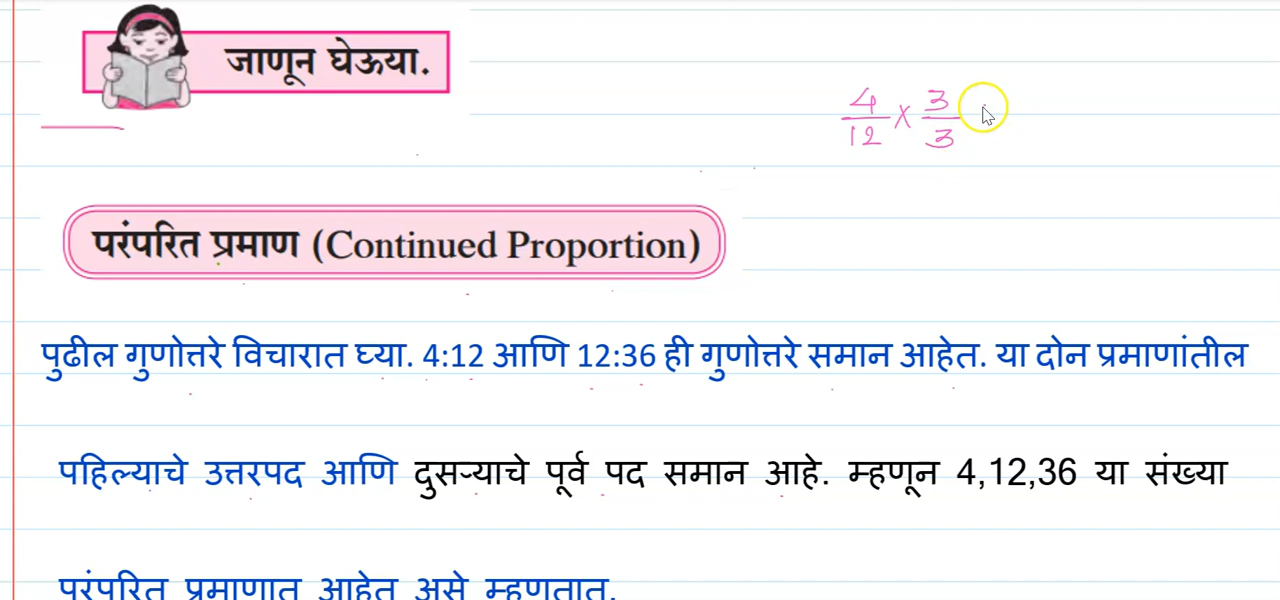 जाणून घेऊया.
4/12 × 3/3
परंपरित प्रमाण (Continued Proportion)
पुढील गुणोत्तरे विचारात घ्या. 4:12 आणि 12:36 ही गुणोत्तरे समान आहेत. या दोन प्रमाणांतील
पहिल्याचे उत्तरपद आणि दुसऱ्याचे पूर्व पद समान आहे. म्हणून 4,12,36 या संख्या
परंपरित प्रमाणात आहेत असे म्हणतात.